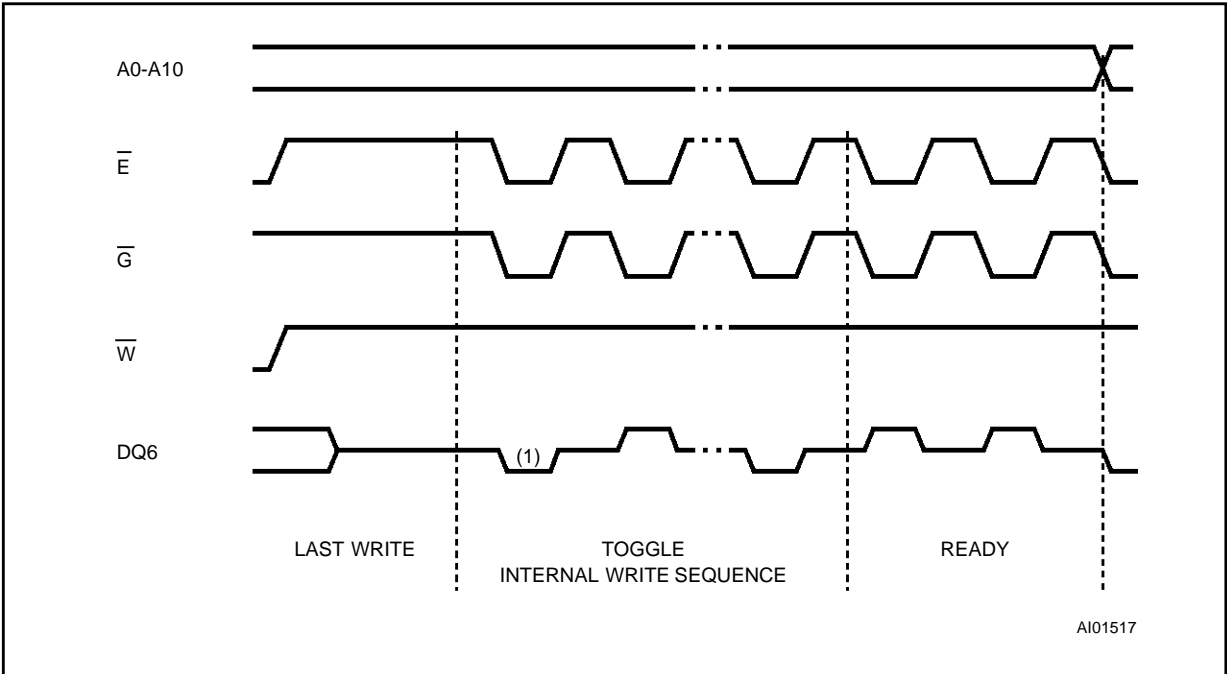 A0-A10
E
G
W
DQ6
(1)
LAST WRITE
TOGGLE
READY
INTERNAL WRITE SEQUENCE
AI01517